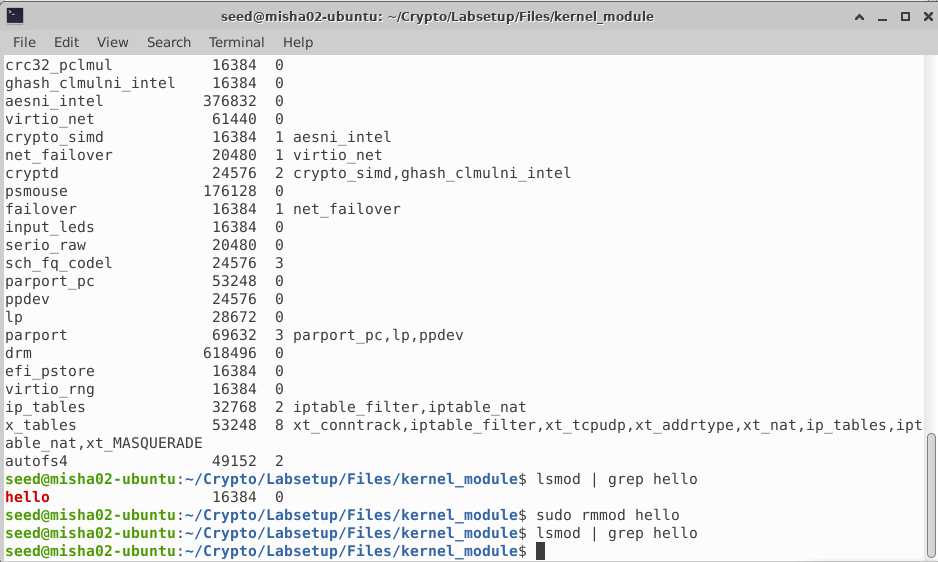 seed@misha02-ubuntu: ~/Crypto/Labsetup/Files/kernel_module
File Edit View Search Terminal Help
crc32_pclmul 16384 0
ghash_clmulni_intel 16384 0
aesni_intel 376832 0
virtio_net 61440 0
crypto_simd 16384 1 aesni_intel
net_failover 20480 1 virtio_net
cryptd 24576 2 crypto_simd,ghash_clmulni_intel
psmouse 176128 0
failover 16384 1 net_failover
input_leds 16384 0
serio_raw 20480 0
sch_fq_codel 24576 3
parport_pc 53248 0
ppdev 24576 0
lp 28672 0
parport 69632 3 parport_pc,lp,ppdev
drm 618496 0
efi_pstore 16384 0
virtio_rng 16384 0
ip_tables 32768 2 iptable_filter,iptable_nat
x_tables 53248 8 xt_conntrack,iptable_filter,xt_tcpudp,xt_addrtype,xt_nat,ip_tables,ipt
able_nat,xt_MASQUERADE
autofs4 49152 2
seed@misha02-ubuntu:~/Crypto/Labsetup/Files/kernel_module$ lsmod | grep hello
hello 16384 0
seed@misha02-ubuntu:~/Crypto/Labsetup/Files/kernel_module$ sudo rmmod hello
seed@misha02-ubuntu:~/Crypto/Labsetup/Files/kernel_module$ lsmod | grep hello
seed@misha02-ubuntu:~/Crypto/Labsetup/Files/kernel_module$